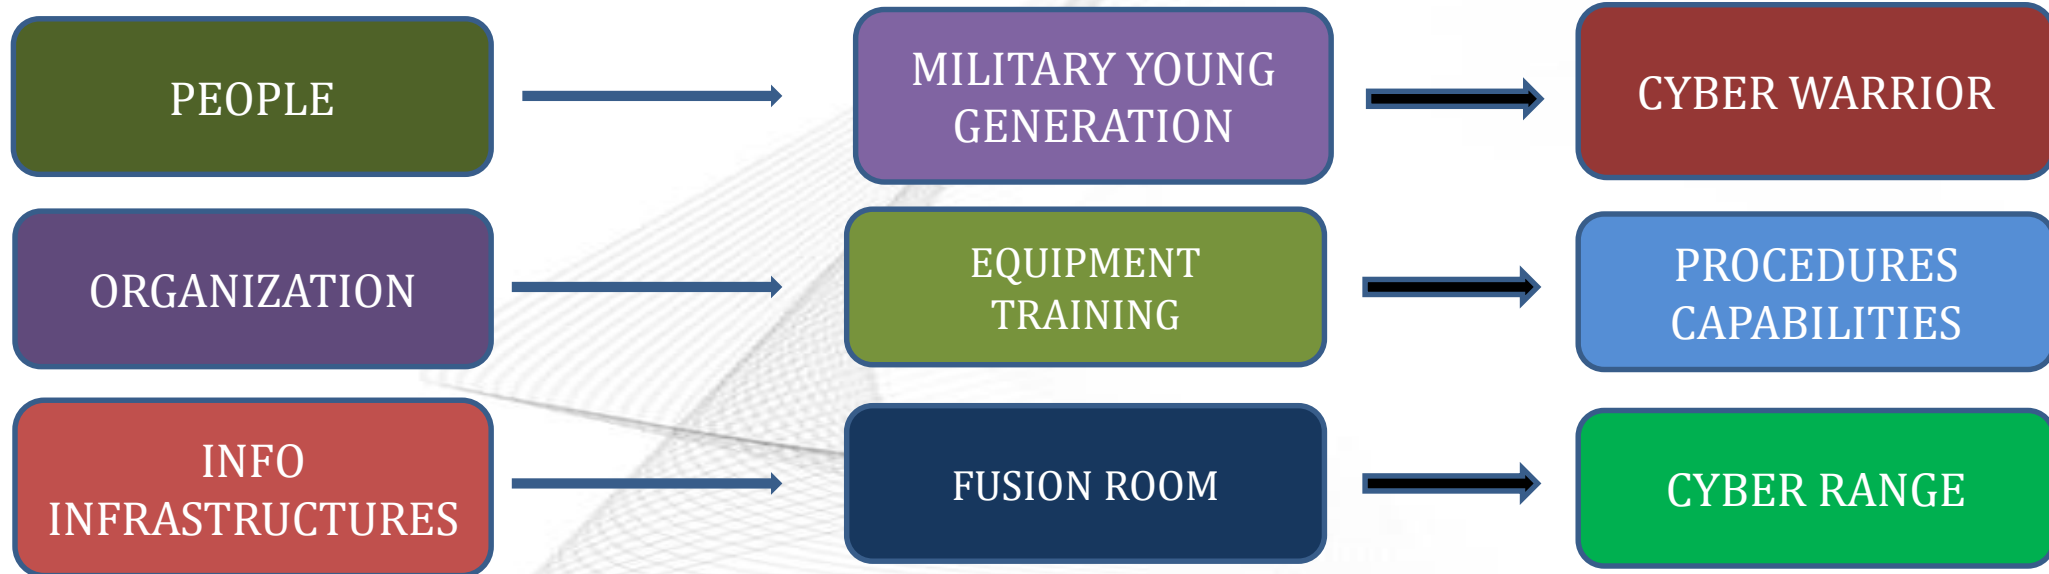 PEOPLE
MILITARY YOUNG
GENERATION
CYBER WARRIOR
ORGANIZATION
EQUIPMENT
TRAINING
PROCEDURES
CAPABILITIES
INFO
INFRASTRUCTURES
FUSION ROOM
CYBER RANGE